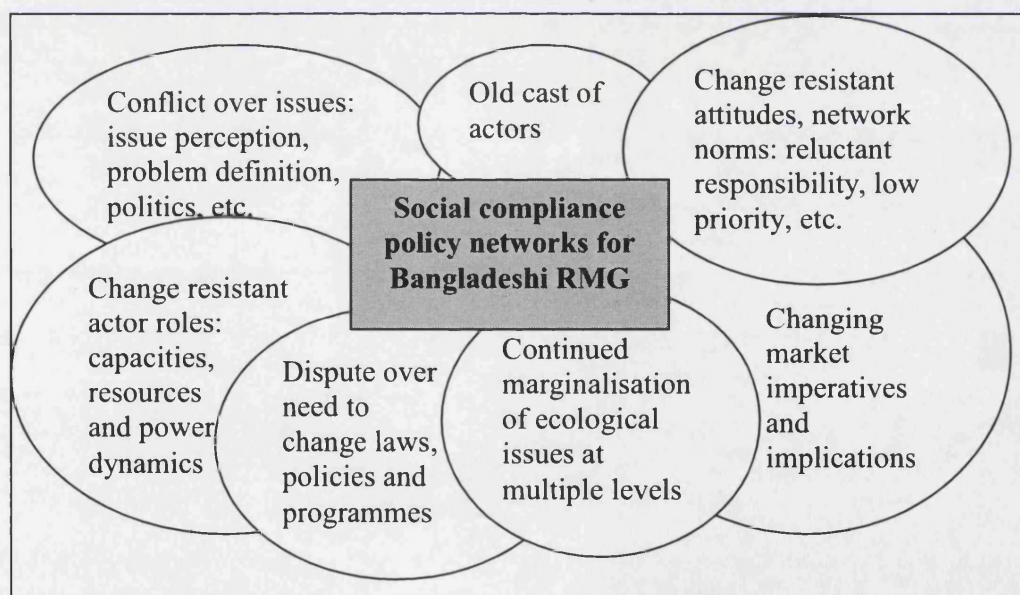 Conflict over issues:
issue perception,
problem definition,
politics, etc.
Old cast of
actors
Change resistant
attitudes, network
norms: reluctant
responsibility, low
priority, etc.
Social compliance
policy networks for
Bangladeshi RMG
Change resistant
actor roles:
capacities,
resources
and power
dynamics
Dispute over
need to
change laws,
policies and
programmes
Continued
marginalisation
of ecological
issues at
multiple levels
Changing
market
imperatives
and
implications